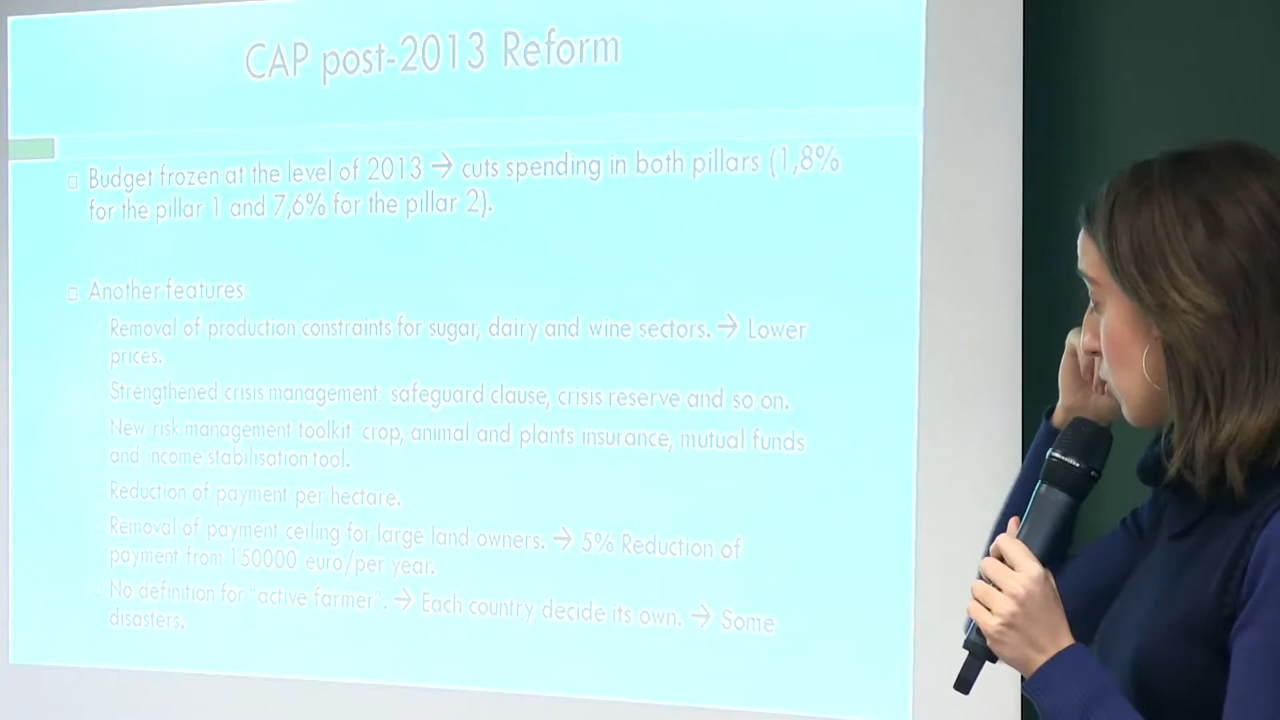 CAP post-2013 Reform
Budget frozen at the level of 2013 → cuts spending in both pillars (1,8%
for the pillar 1 and 7,6% for the pillar 2).
Another features
Removal of production constraints for sugar, dairy and wine sectors. → Lower
prices.
Strengthened crisis management: safeguard clause, crisis reserve and so on.
New risk management toolkit: crop, animal and plants insurance, mutual funds
and income stabilisation tool.
Reduction of payment per hectare.
Removal of payment ceiling for large land owners. → 5% Reduction of
payment from 150000 euro/per year.
No definition for "active farmer". → Each country decide its own. → Some
disasters.